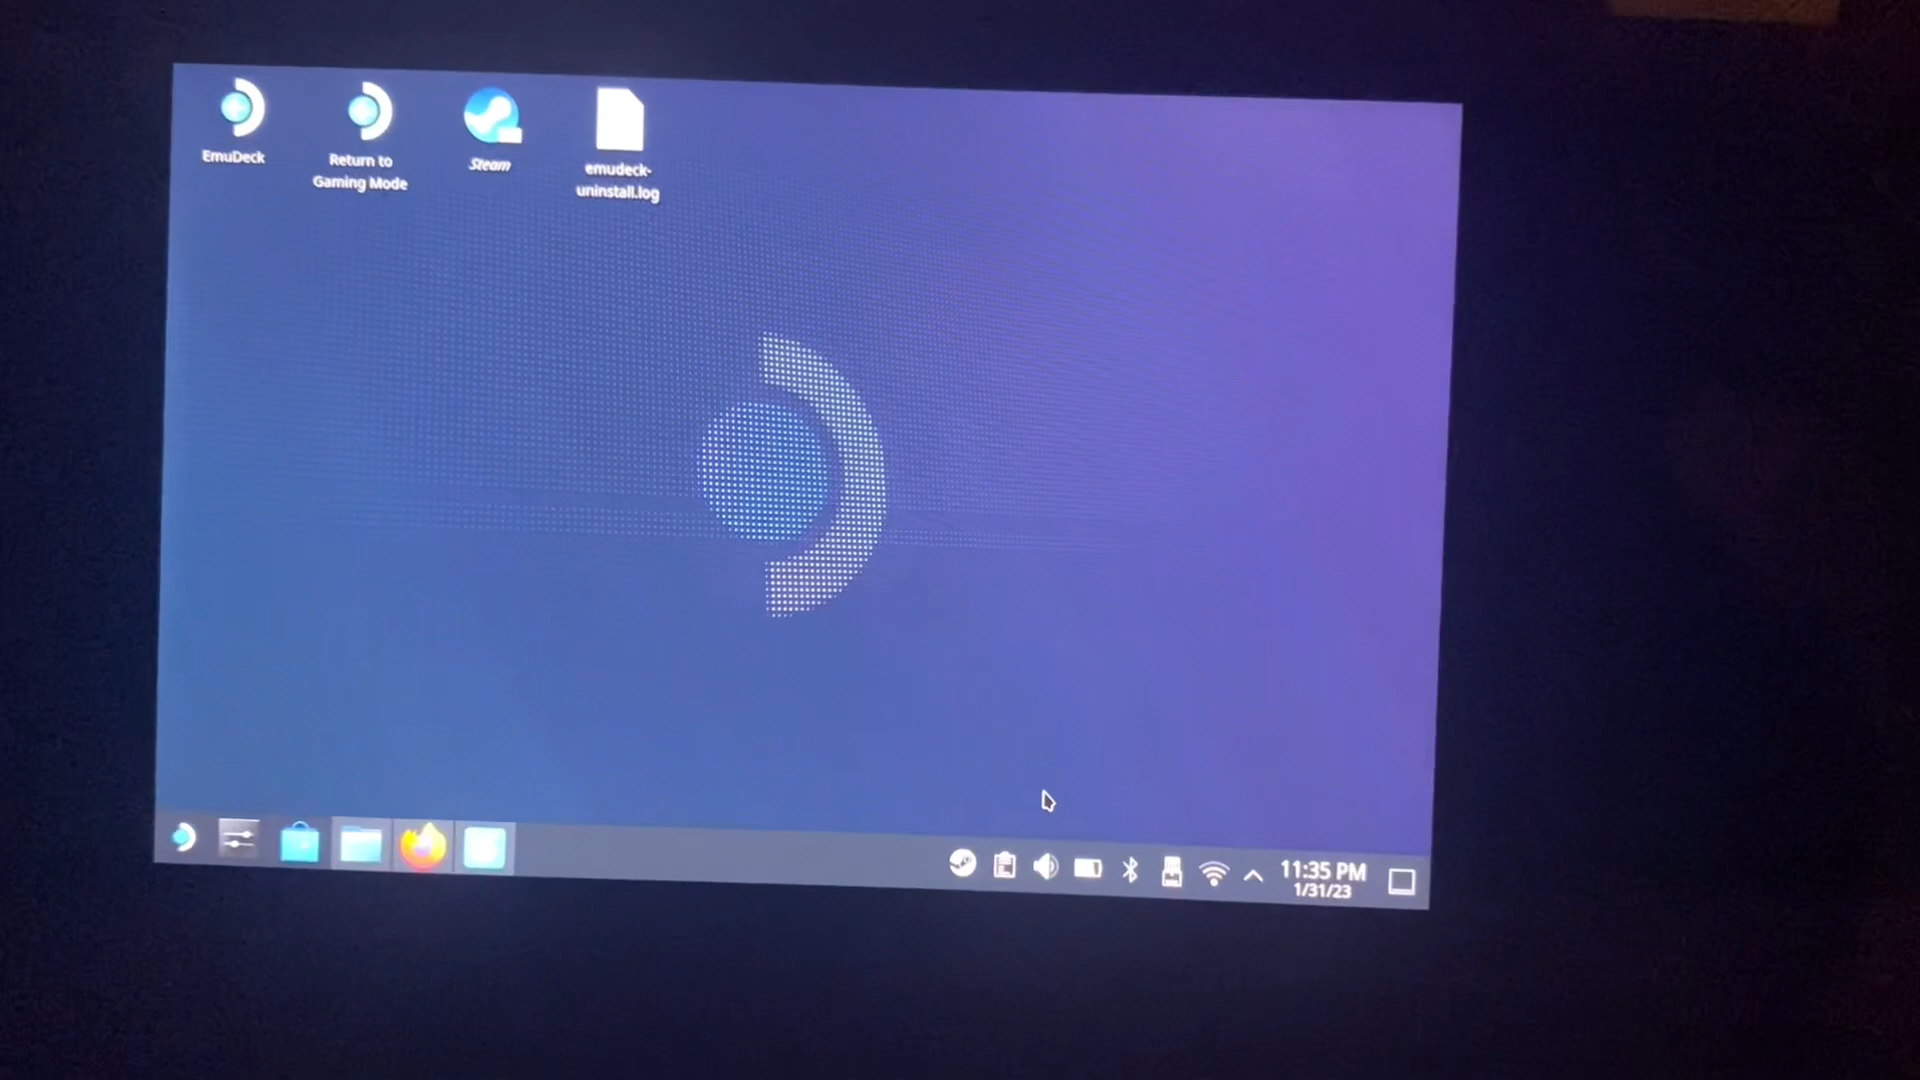 EmuDeck
Return to
Gaming Mode
Steam
emudeck-
uninstall.log
11:35 PM
1/31/23